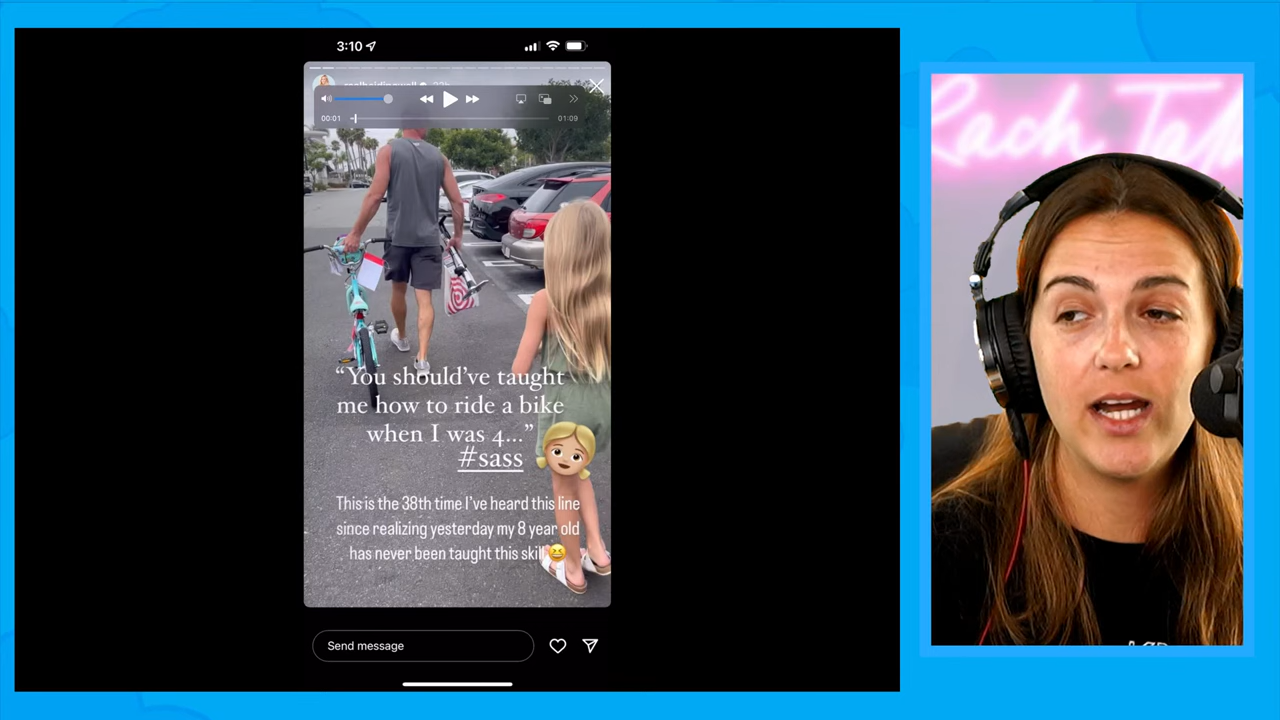 3:10
00:01
01:09
"You should've taught
me how to ride a bike
when I was 4..."
#sass
This is the 38th time I've heard this line
since realizing yesterday my 8 year old
has never been taught this skill
Send message
Rach Talk